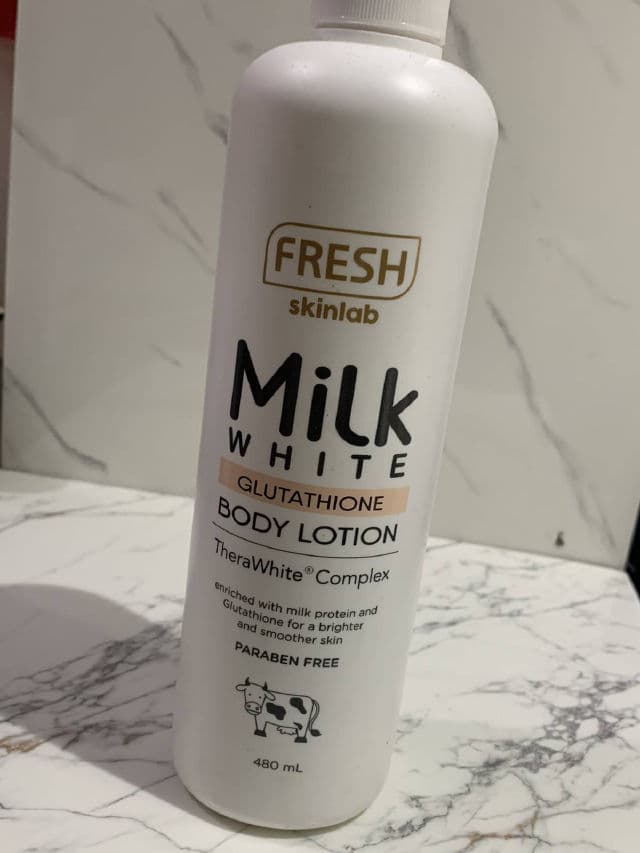 FRESH
skinlab
Milk
WHITE
GLUTATHIONE
BODY LOTION
TheraWhite® Complex
enriched with milk protein and
Glutathione for a brighter
and smoother skin
PARABEN FREE
480 mL